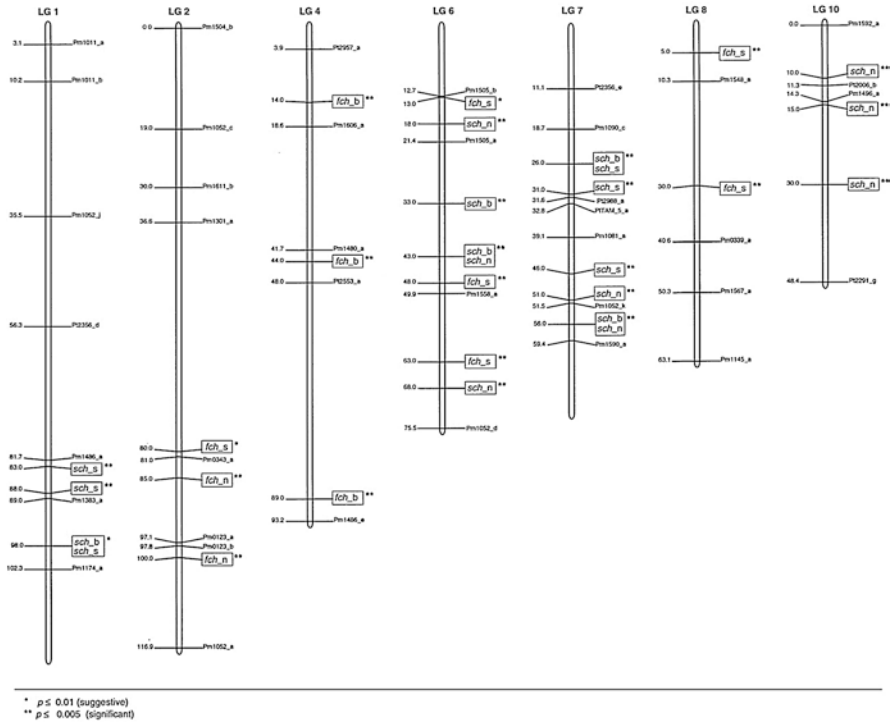 LG 1
3.1 Pm1011_a
10.2 Pm1011_b
35.5 Pm1052_j
56.3 Pt2356_d
81.7 Pm1486_a
83.0 sch_s **
88.0 sch_s **
89.0 Pm1383_a
98.0 sch_b *
sch_s
102.3 Pm1174_a
LG 2
0.0 Pm1504_b
19.0 Pm1052_c
30.0 Pm1611_b
36.6 Pm1301_a
80.0 fch_s *
81.0 Pm0343_a
85.0 fch_n **
97.1 Pm0123_a
97.8 Pm0123_b
100.0 fch_n **
116.9 Pm1052_a
LG 4
3.9 Pt2957_a
14.0 fch_b **
18.6 Pm1606_a
41.7 Pm1480_a
44.0 fch_b **
48.0 Pt2553_a
89.0 fch_b **
93.2 Pm1466_a
LG 6
12.7 Pm1505_b
13.0 fch_s *
18.0 sch_n **
21.4 Pm1505_a
33.0 sch_b **
43.0 sch_b **
sch_n
48.0 fch_s **
49.9 Pm1558_a
63.0 fch_s **
68.0 sch_n **
75.5 Pm1052_d
LG 7
11.1 Pt2356_e
18.7 Pm1090_c
26.0 sch_b **
sch_s
31.0 sch_s **
31.6 Pt2988_a
32.8 PtTAM_5_a
39.1 Pm1081_a
46.0 sch_s **
51.0 sch_n **
51.5 Pm1052_k
56.0 sch_b **
sch_n
59.4 Pm1590_a
LG 8
5.0 fch_s **
10.3 Pm1548_a
30.0 fch_s **
40.6 Pm0339_a
50.3 Pm1567_a
63.1 Pm1145_a
LG 10
0.0 Pm1592_a
10.0 sch_n **
11.3 Pt2006_b
14.3 Pm1496_a
15.0 sch_n **
30.0 sch_n **
48.4 Pt2291_g
* p ≤ 0.01 (suggestive)
** p ≤ 0.005 (significant)